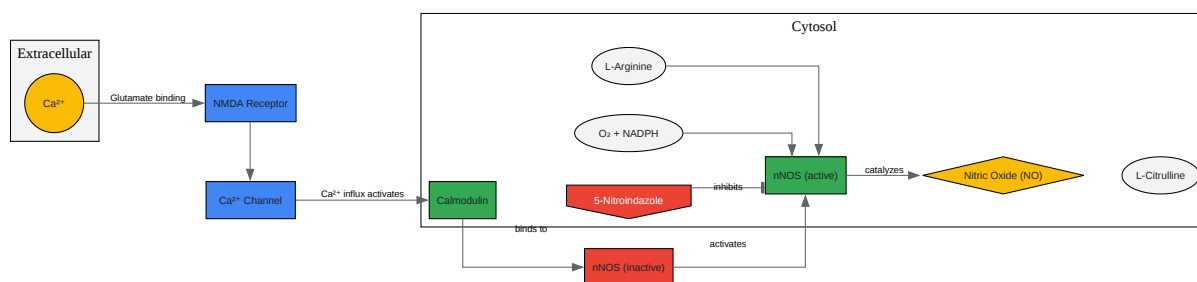 Cytosol
Extracellular
Ca²⁺
Glutamate binding
NMDA Receptor
Ca²⁺ Channel
Ca²⁺ influx activates
Calmodulin
L-Arginine
O₂ + NADPH
5-Nitroindazole
inhibits
nNOS (active)
catalyzes
Nitric Oxide (NO)
L-Citrulline
binds to
nNOS (inactive)
activates